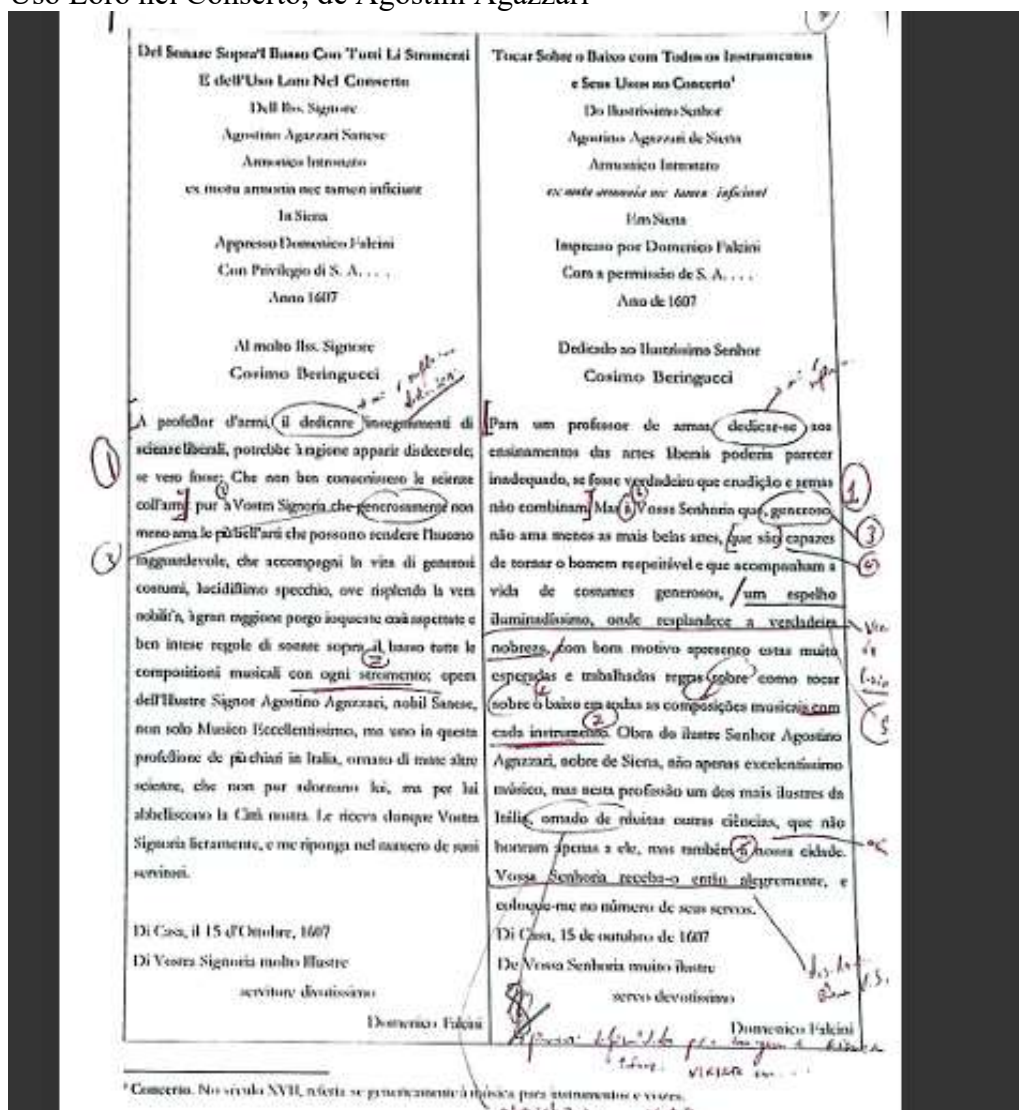 Uso Loro nel Conserto, de Agostini Agazzari
Del Sonare Sopra'l Basso Con Tutti Li Stromenti
E dell'Uso Loro Nel Conserto
Dell Ilss. Signore
Agostino Agazzari Sanese
Armonico Intronato
ex motu armonia nec tamen inficiunt
In Siena
Appresso Domenico Falcini
Con Privilegio di S. A. . . .
Anno 1607
Al molto Ilss. Signore
Cosimo Beringucci
A profeßor d'armi, il dedicare insegnamenti di
scienze liberali, potrebbe à ragione apparir disdecevole;
se vero fosse; Che non ben conseníssero le scienze
coll'armi; pur à Vostra Signoria che generosamente non
meno ama le più bell'arti che possono rendere l'huomo
ragguardevole, che accompagni la vita di generosi
costumi, lucidißimo specchio, ove risplenda la vera
nobiltà, à gran raggione porgo queste così aspettate e
ben intese regole di sonare sopra il basso tutte le
compositioni musicali con ogni stromento; opera
dell'Illustre Signor Agostino Agazzari, nobil Sanese,
non solo Musico Eccellentissimo, ma uno in questa
profeßione de più chiari in Italia, ornato di tante altre
scienze, che non pur adornano lui, ma per lui
abbelliscono la Città nostra. Le riceva dunque Vostra
Signoria lietamente, e me riponga nel numero de suoi
servitori.
Di Casa, il 15 d'Ottobre, 1607
Di Vostra Signoria molto Illustre
servitore divotissimo
Domenico Falcini
Tocar Sobre o Baixo com Todos os Instrumentos
e Seus Usos no Concerto¹
Do Ilustríssimo Senhor
Agostino Agazzari de Siena
Armonico Intronato
ex motu armonia nec tamen inficiunt
Em Siena
Impresso por Domenico Falcini
Com a permissão de S. A. . . .
Ano de 1607
Dedicado ao Ilustríssimo Senhor
Cosimo Beringucci
Para um professor de armas, dedicar-se aos
ensinamentos das artes liberais poderia parecer
inadequado, se fosse verdadeiro que erudição e armas
não combinam. Mas à Vossa Senhoria que, generoso,
não ama menos as mais belas artes, que são capazes
de tornar o homem respeitável e que acompanham a
vida de costumes generosos, um espelho
iluminadíssimo, onde resplandece a verdadeira
nobreza, com bom motivo apresento estas muito
esperadas e trabalhadas regras sobre como tocar
sobre o baixo em todas as composições musicais com
cada instrumento. Obra do ilustre Senhor Agostino
Agazzari, nobre de Siena, não apenas excelentíssimo
músico, mas nesta profissão um dos mais ilustres da
Itália, ornado de muitas outras ciências, que não
honram apenas a ele, mas também à nossa cidade.
Vossa Senhoria receba-o então alegremente, e
coloque-me no número de seus servos.
Di Casa, 15 de outubro de 1607
De Vossa Senhoria muito ilustre
servo devotíssimo
Domenico Falcini
1
3
2
1
3
4
2
5
¹ Concerto. No século XVII, referia se genericamente à música para instrumentos e vozes.